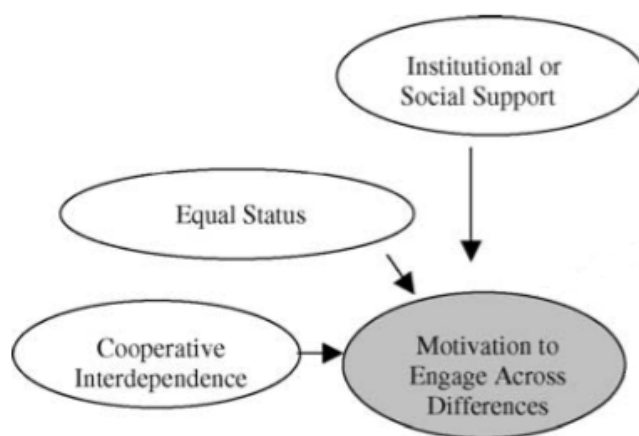 Institutional or
Social Support
Equal Status
Cooperative
Interdependence
Motivation to
Engage Across
Differences